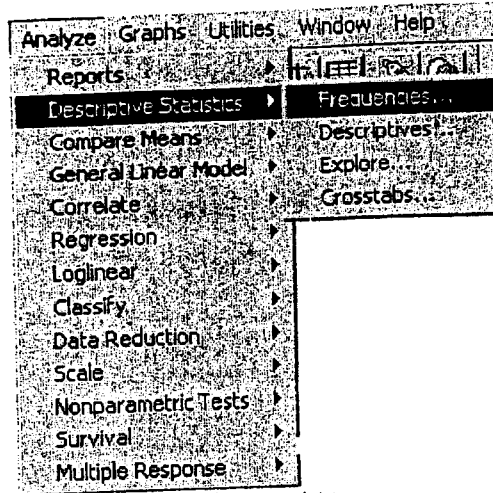 Analyze Graphs Utilities Window Help
Reports
Descriptive Statistics
Frequencies...
Compare Means
Descriptives...
General Linear Model
Explore...
Correlate
Crosstabs...
Regression
Loglinear
Classify
Data Reduction
Scale
Nonparametric Tests
Survival
Multiple Response